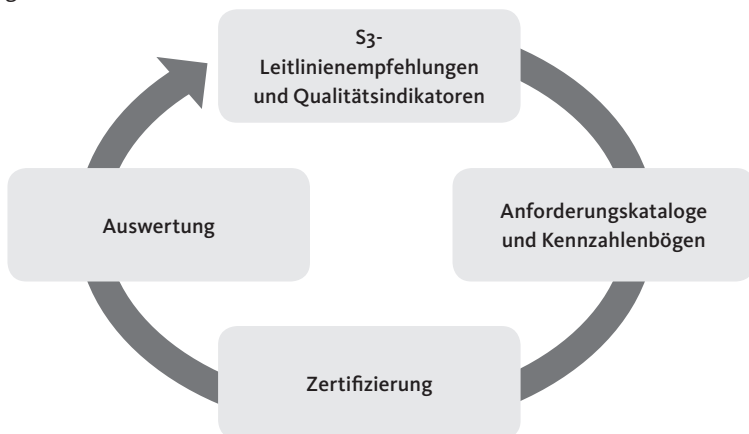 S3-
Leitlinienempfehlungen
und Qualitätsindikatoren
Anforderungskataloge
und Kennzahlenbögen
Auswertung
Zertifizierung